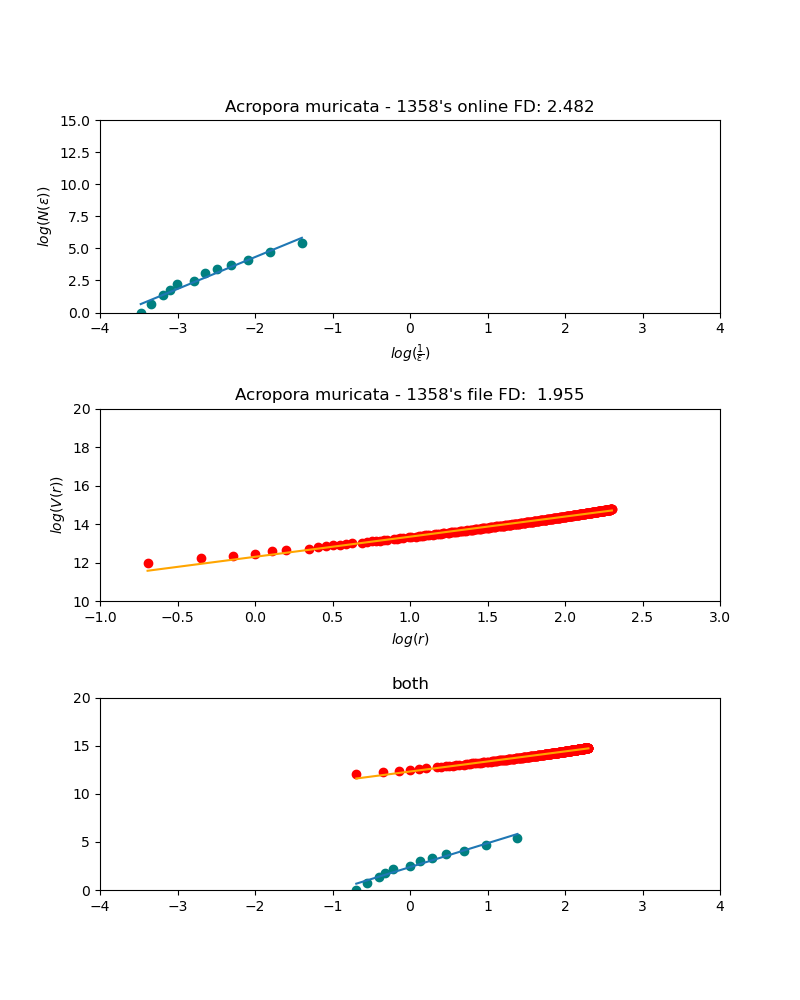 Acropora muricata - 1358's online FD: 2.482
15.0
12.5
10.0
7.5
5.0
2.5
0.0
log(N(ε))
−4 −3 −2 −1 0 1 2 3 4
log(1/ε)
Acropora muricata - 1358's file FD:  1.955
20
18
16
14
12
10
log(V(r))
−1.0 −0.5 0.0 0.5 1.0 1.5 2.0 2.5 3.0
log(r)
both
20
15
10
5
0
−4 −3 −2 −1 0 1 2 3 4